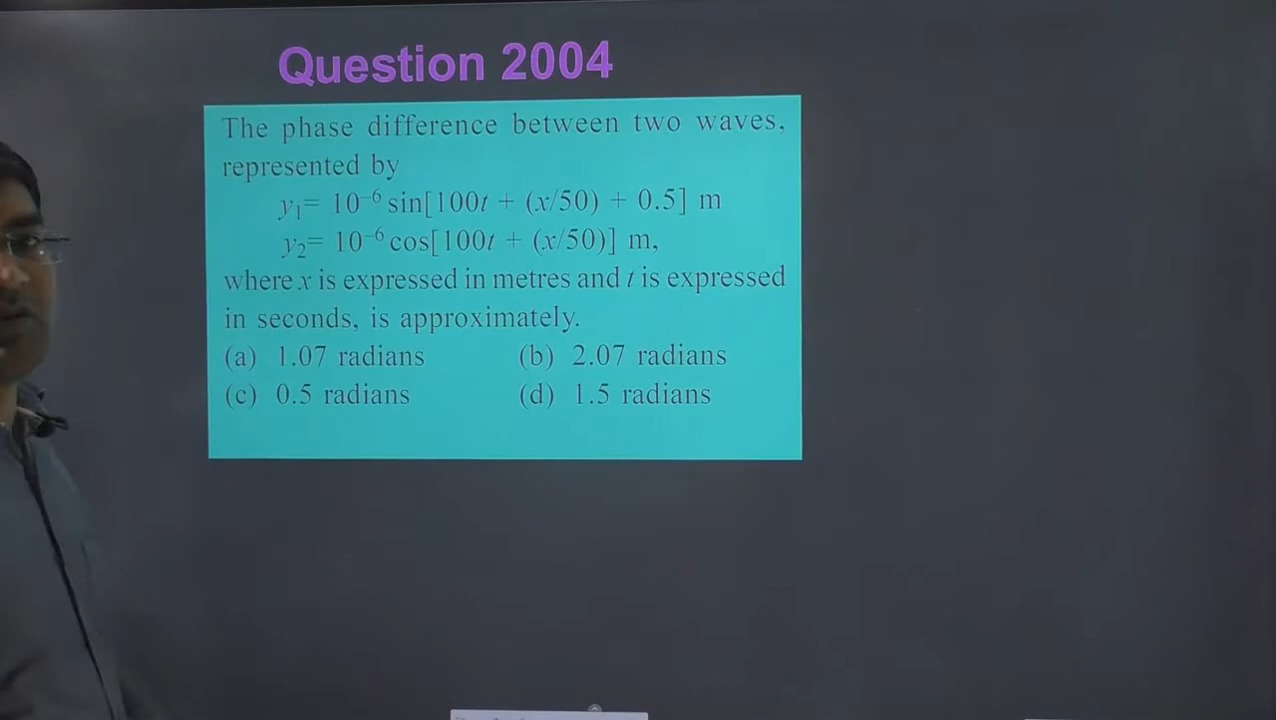 Question 2004
The phase difference between two waves,
represented by
y₁= 10⁻⁶ sin[100t + (x/50) + 0.5] m
y₂= 10⁻⁶ cos[100t + (x/50)] m,
where x is expressed in metres and t is expressed
in seconds, is approximately.
(a) 1.07 radians (b) 2.07 radians
(c) 0.5 radians (d) 1.5 radians